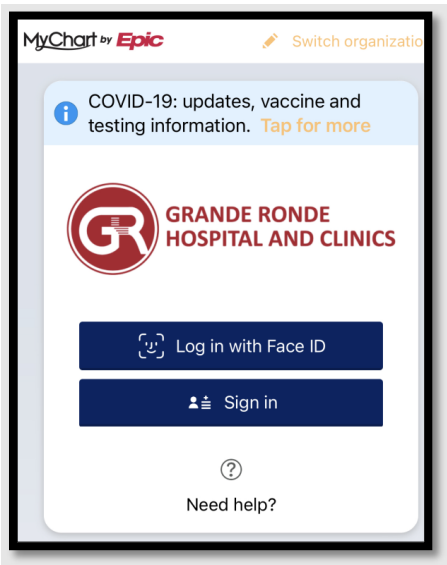 MyChart by Epic
Switch organizatio
COVID-19: updates, vaccine and
testing information. Tap for more
GR
GRANDE RONDE
HOSPITAL AND CLINICS
Log in with Face ID
Sign in
Need help?